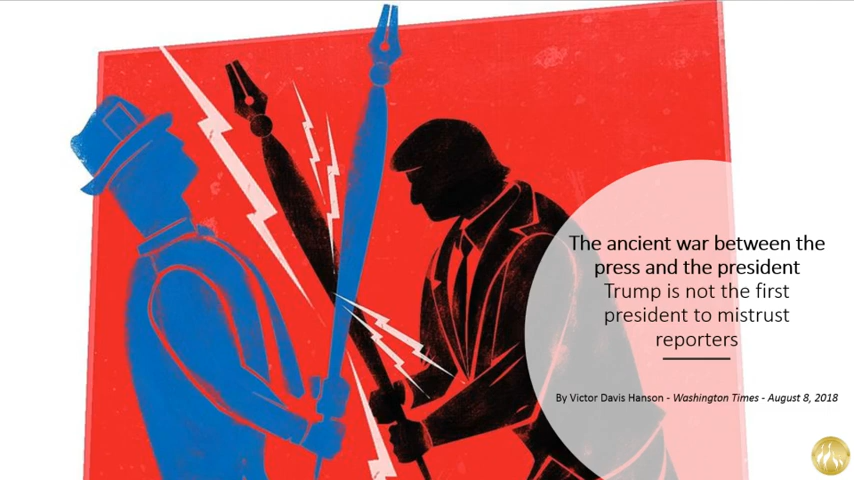 The ancient war between the
press and the president
Trump is not the first
president to mistrust
reporters
By Victor Davis Hanson - Washington Times - August 8, 2018